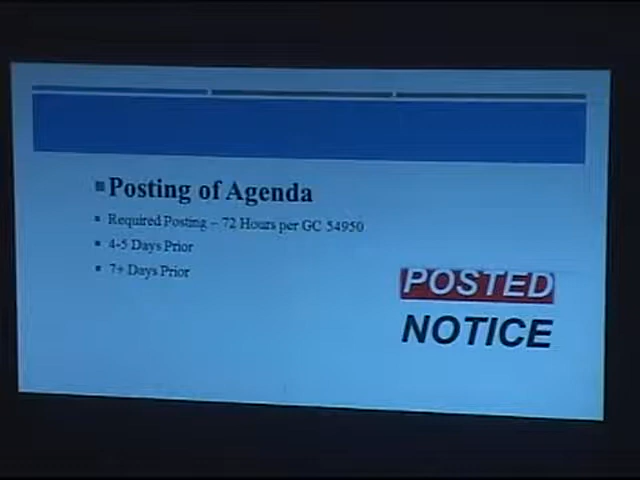 Posting of Agenda
Required Posting – 72 Hours per GC 54950
4-5 Days Prior
7+ Days Prior
POSTED
NOTICE